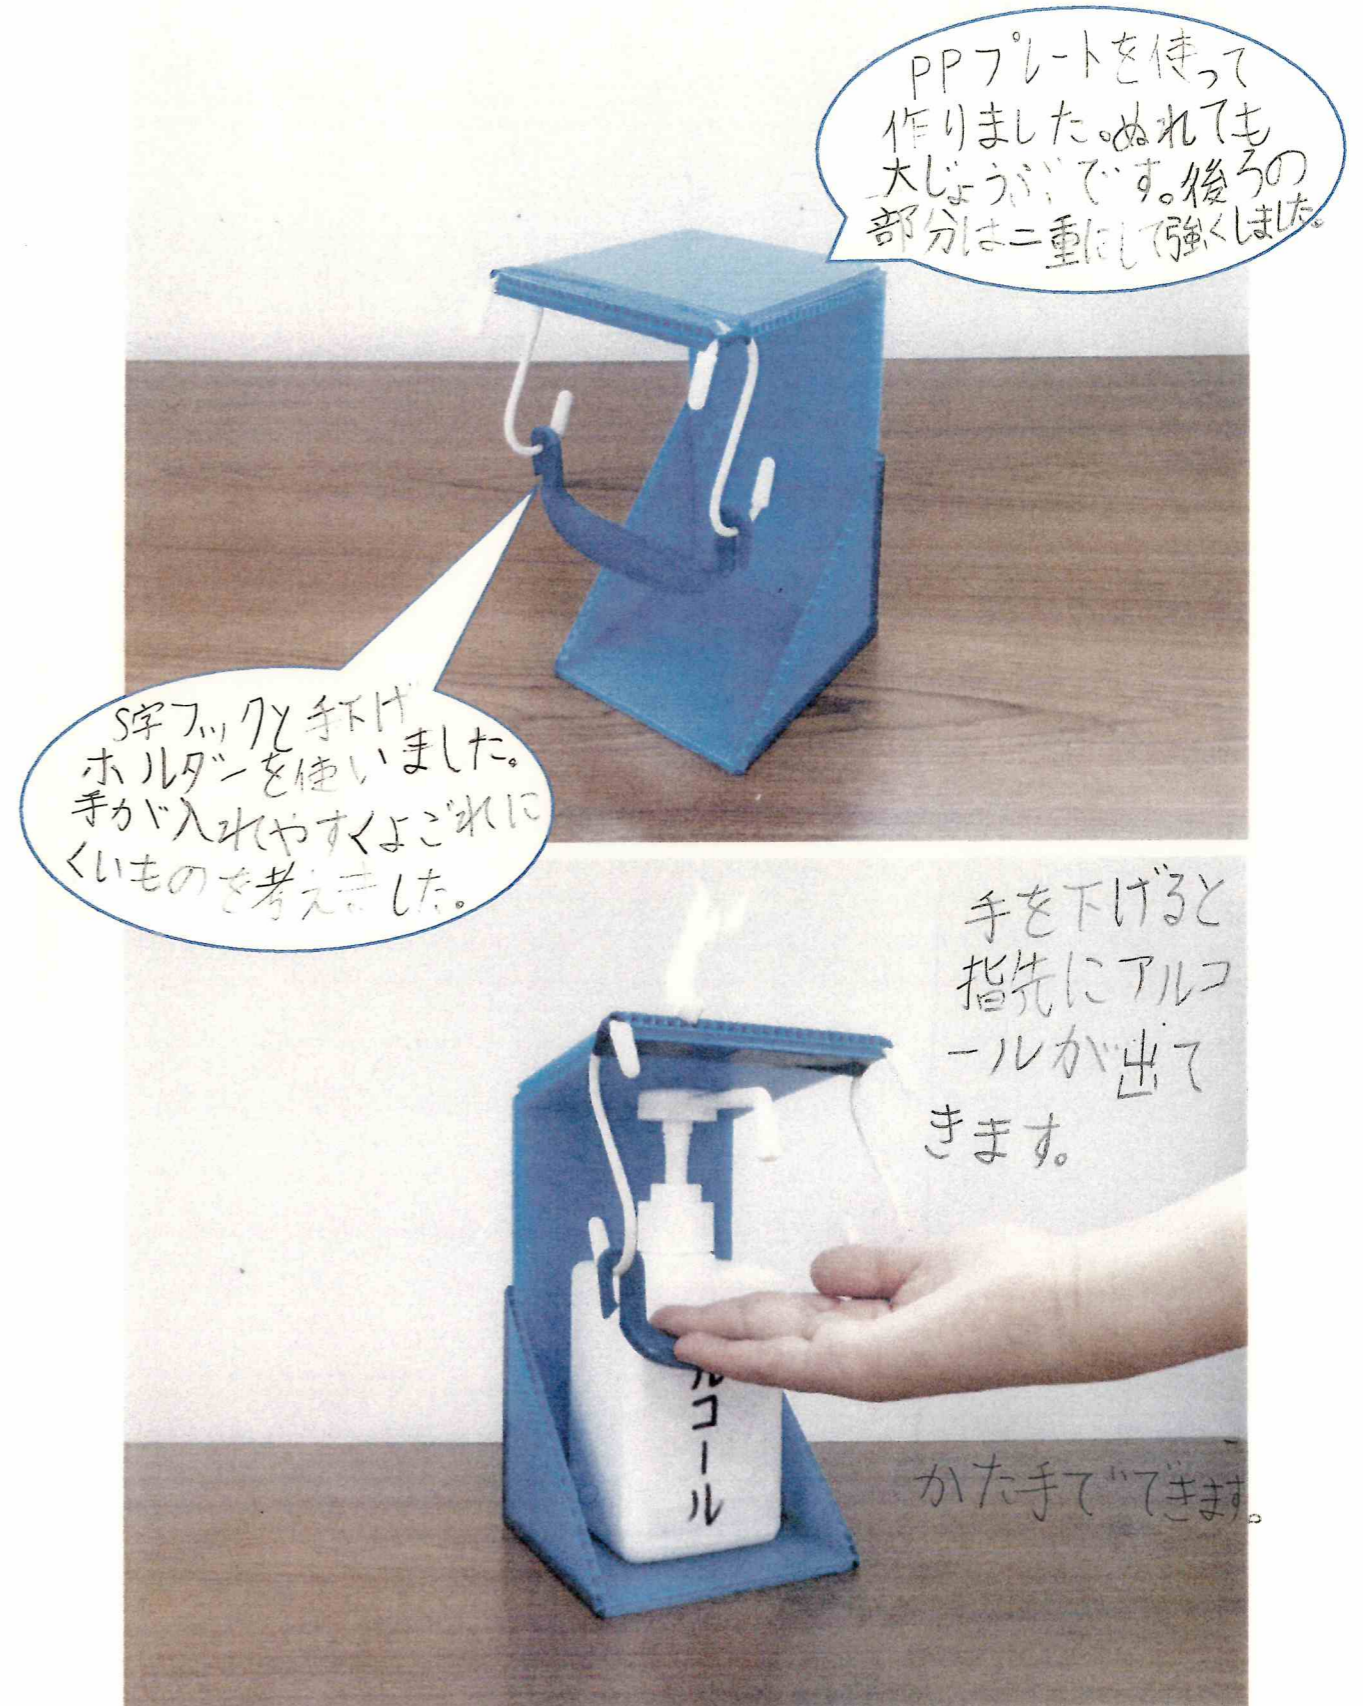 PPプレートを使って
作りました。ぬれても
大じょうぶです。後ろの
部分は二重にして強くしました。
S字フックと手下げ
ホルダーを使いました。
手が入れやすくよごれに
くいものを考えました。
手を下げると
指先にアルコ
ールが出て
きます。
ルコール
かた手でできます。